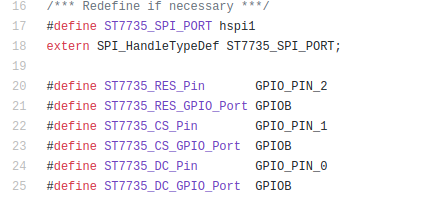 16 /*** Redefine if necessary ***/
17 #define ST7735_SPI_PORT hspi1
18 extern SPI_HandleTypeDef ST7735_SPI_PORT;
19
20 #define ST7735_RES_Pin       GPIO_PIN_2
21 #define ST7735_RES_GPIO_Port GPIOB
22 #define ST7735_CS_Pin        GPIO_PIN_1
23 #define ST7735_CS_GPIO_Port  GPIOB
24 #define ST7735_DC_Pin        GPIO_PIN_0
25 #define ST7735_DC_GPIO_Port  GPIOB